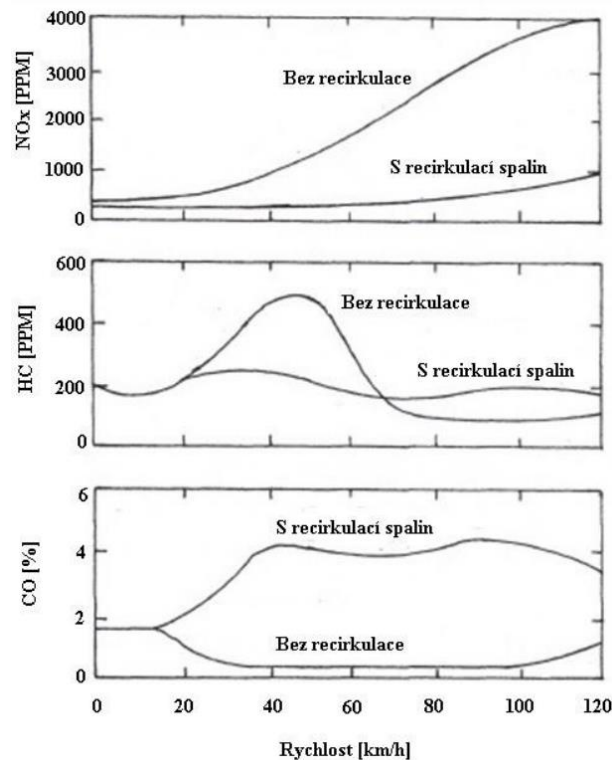 NOx [PPM]
4000
3000
2000
1000
0
Bez recirkulace
S recirkulací spalin
HC [PPM]
600
400
200
0
Bez recirkulace
S recirkulací spalin
CO [%]
6
4
2
0
S recirkulací spalin
Bez recirkulace
0 20 40 60 80 100 120
Rychlost [km/h]